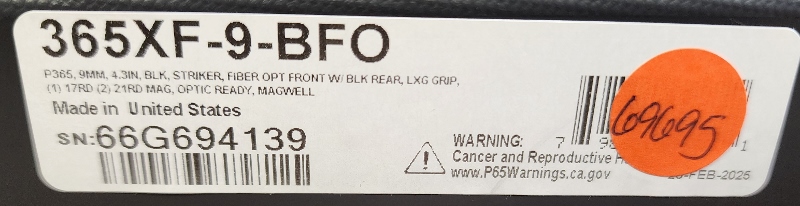 365XF-9-BFO
P365, 9MM, 4.3IN, BLK, STRIKER, FIBER OPT FRONT W/ BLK REAR, LXG GRIP,
(1) 17RD (2) 21RD MAG, OPTIC READY, MAGWELL
Made in United States
SN:66G694139
69695
7 1
WARNING:
Cancer and Reproductive
www.P65Warnings.ca.gov
-FEB-2025